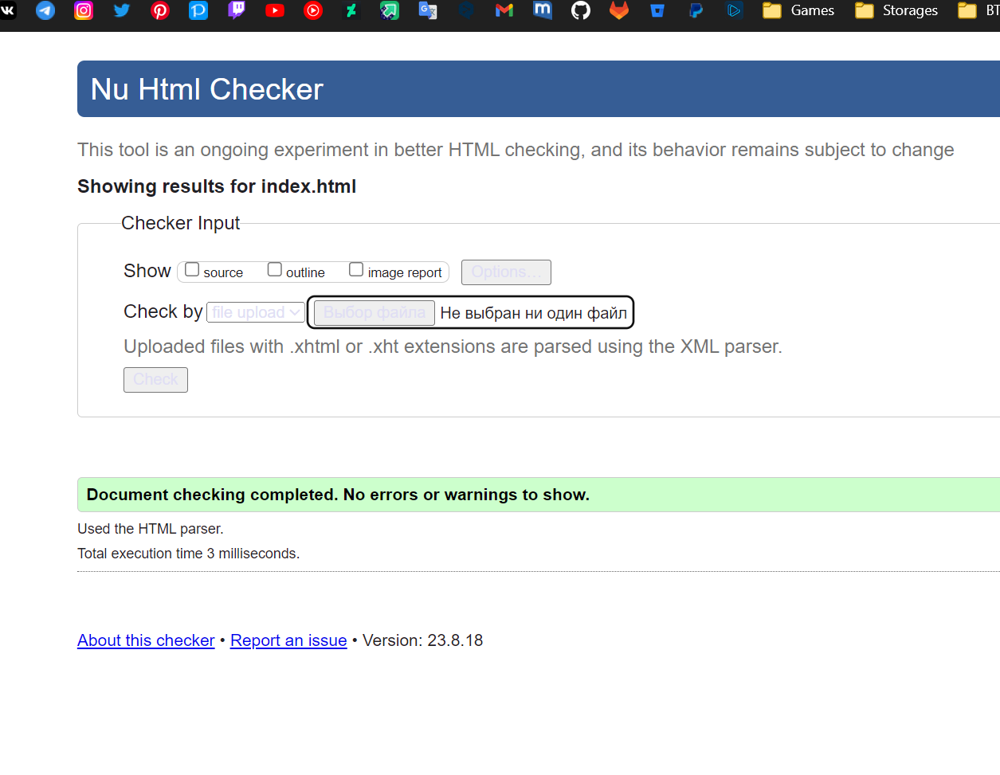 Games Storages BT
Nu Html Checker
This tool is an ongoing experiment in better HTML checking, and its behavior remains subject to change
Showing results for index.html
Checker Input
Show source outline image report Options...
Check by file upload Выбор файла Не выбран ни один файл
Uploaded files with .xhtml or .xht extensions are parsed using the XML parser.
Check
Document checking completed. No errors or warnings to show.
Used the HTML parser.
Total execution time 3 milliseconds.
About this checker • Report an issue • Version: 23.8.18